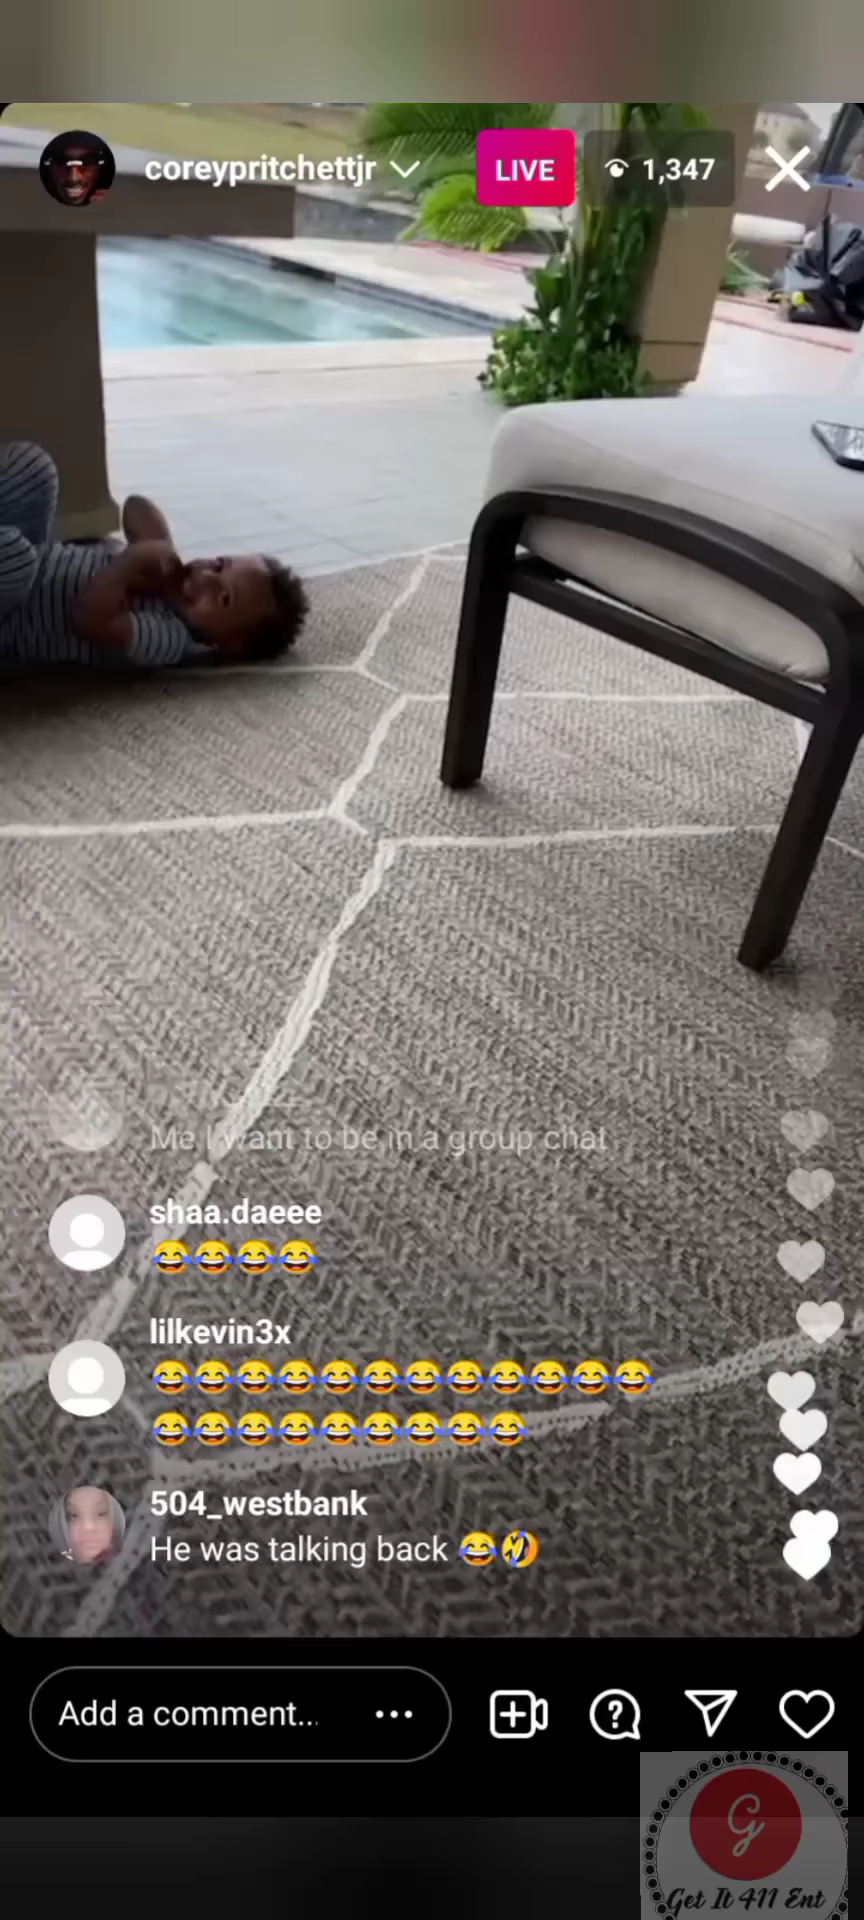 coreypritchettjr
LIVE
1,347
Me I want to be in a group chat
shaa.daeee
😂😂😂😂
lilkevin3x
😂😂😂😂😂😂😂😂😂😂😂😂
😂😂😂😂😂😂😂😂😂
504_westbank
He was talking back 😂🤣
Add a comment...
G
Get It 411 Ent